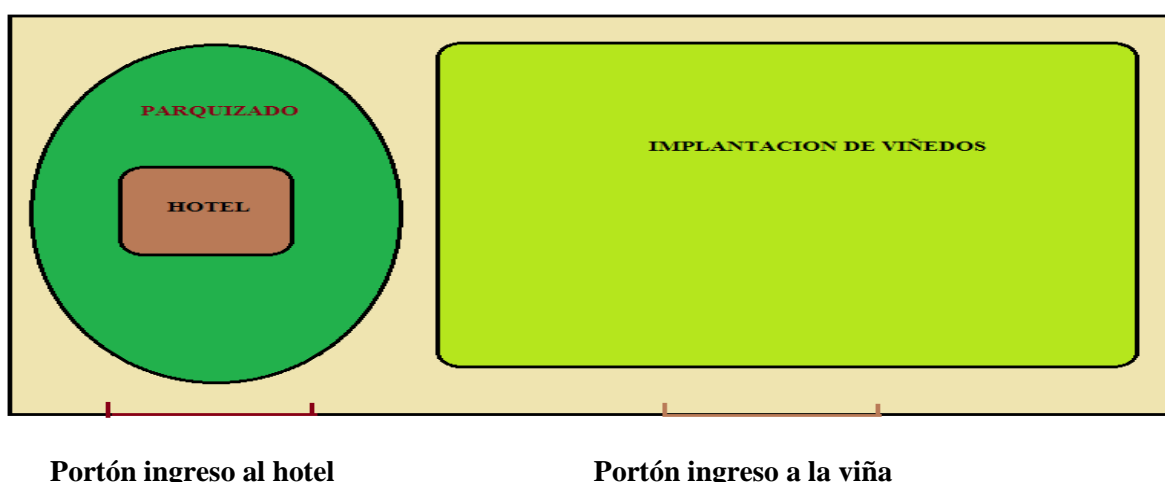 PARQUIZADO
IMPLANTACION DE VIÑEDOS
HOTEL
Portón ingreso al hotel
Portón ingreso a la viña